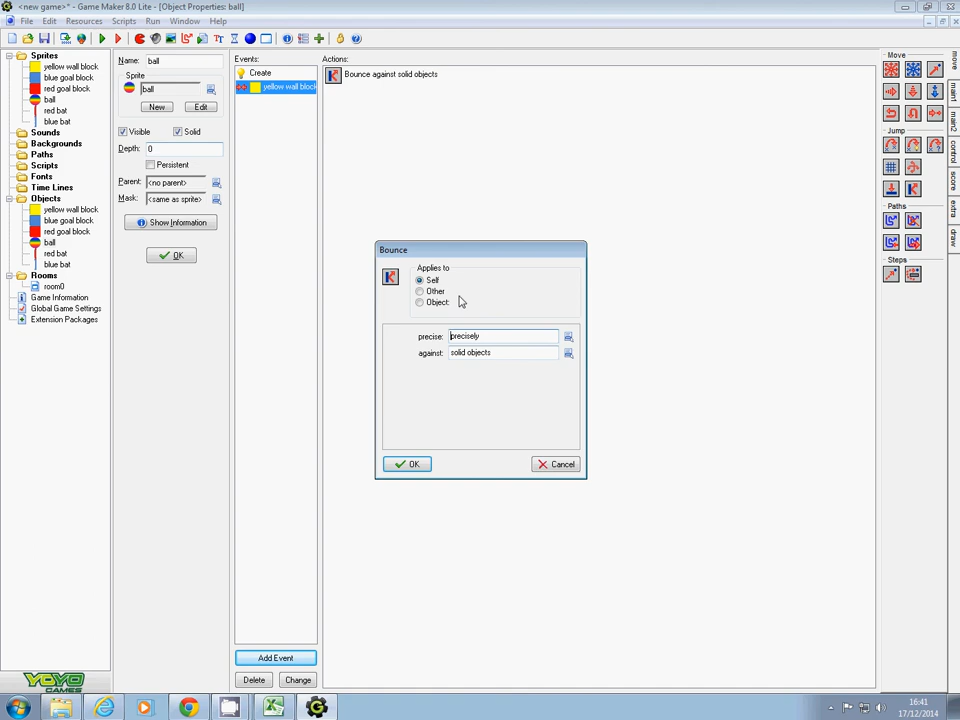 <new game>* - Game Maker 8.0 Lite - [Object Properties: ball]
File Edit Resources Scripts Run Window Help
Sprites
yellow wall block
blue goal block
red goal block
ball
red bat
blue bat
Sounds
Backgrounds
Paths
Scripts
Fonts
Time Lines
Objects
yellow wall block
blue goal block
red goal block
ball
red bat
blue bat
Rooms
room0
Game Information
Global Game Settings
Extension Packages
YOYO
GAMES
Name: ball
Sprite
ball
New Edit
Visible Solid
Depth: 0
Persistent
Parent: <no parent>
Mask: <same as sprite>
Show Information
OK
Events:
Create
yellow wall block
Add Event
Delete Change
Actions:
Bounce against solid objects
Bounce
Applies to
Self
Other
Object:
precise: precisely
against: solid objects
OK Cancel
Move
Jump
Paths
Steps
move
main1
main2
control
score
extra
draw
16:41
17/12/2014